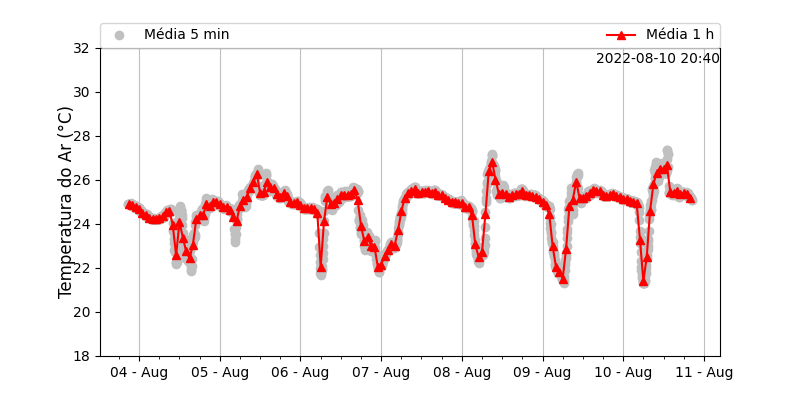 Média 5 min
Média 1 h
2022-08-10 20:40
Temperatura do Ar (°C)
32
30
28
26
24
22
20
18
04 - Aug
05 - Aug
06 - Aug
07 - Aug
08 - Aug
09 - Aug
10 - Aug
11 - Aug